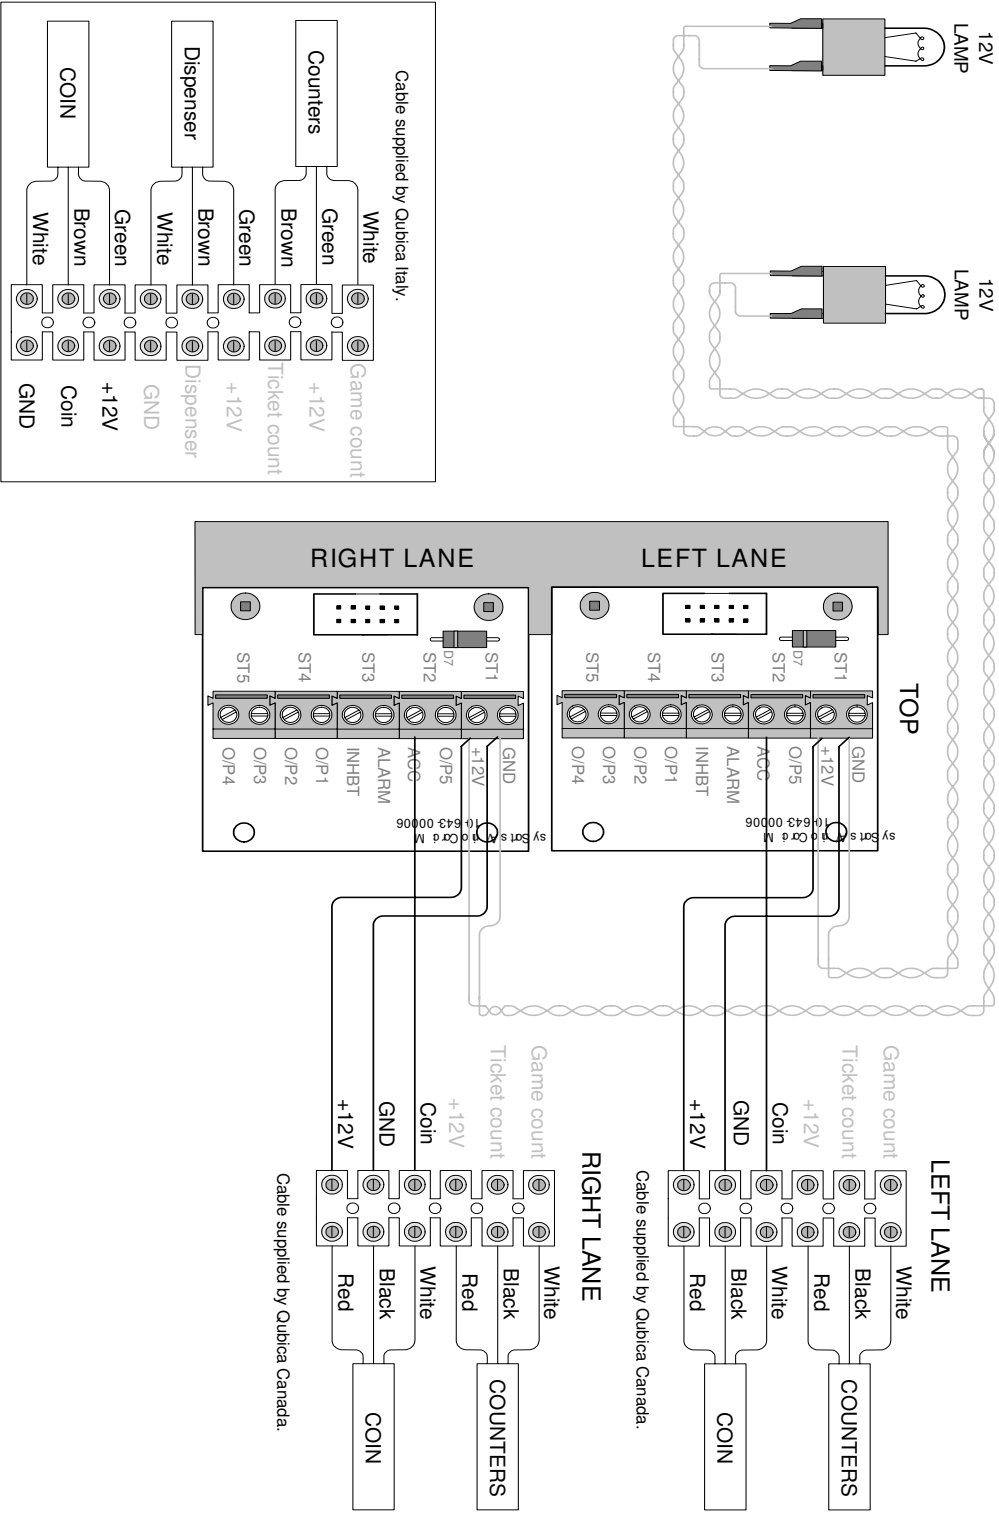 12V
LAMP
12V
LAMP
Cable supplied by Qubica Italy.
Counters
White
Green
Brown
Game count
+12V
Ticket count
Dispenser
Green
Brown
White
+12V
Dispenser
GND
COIN
Green
Brown
White
+12V
Coin
GND
TOP
LEFT LANE
ST1
ST2
ST3
ST4
ST5
D7
GND
+12V
O/P5
ACC
ALARM
INHBT
O/P1
O/P2
O/P3
O/P4
10-643-00006
RIGHT LANE
ST1
ST2
ST3
ST4
ST5
D7
GND
+12V
O/P5
ACC
ALARM
INHBT
O/P1
O/P2
O/P3
O/P4
10-643-00006
LEFT LANE
Game count
Ticket count
+12V
Coin
GND
+12V
White
Black
Red
White
Black
Red
COUNTERS
COIN
Cable supplied by Qubica Canada.
RIGHT LANE
Game count
Ticket count
+12V
Coin
GND
+12V
White
Black
Red
White
Black
Red
COUNTERS
COIN
Cable supplied by Qubica Canada.